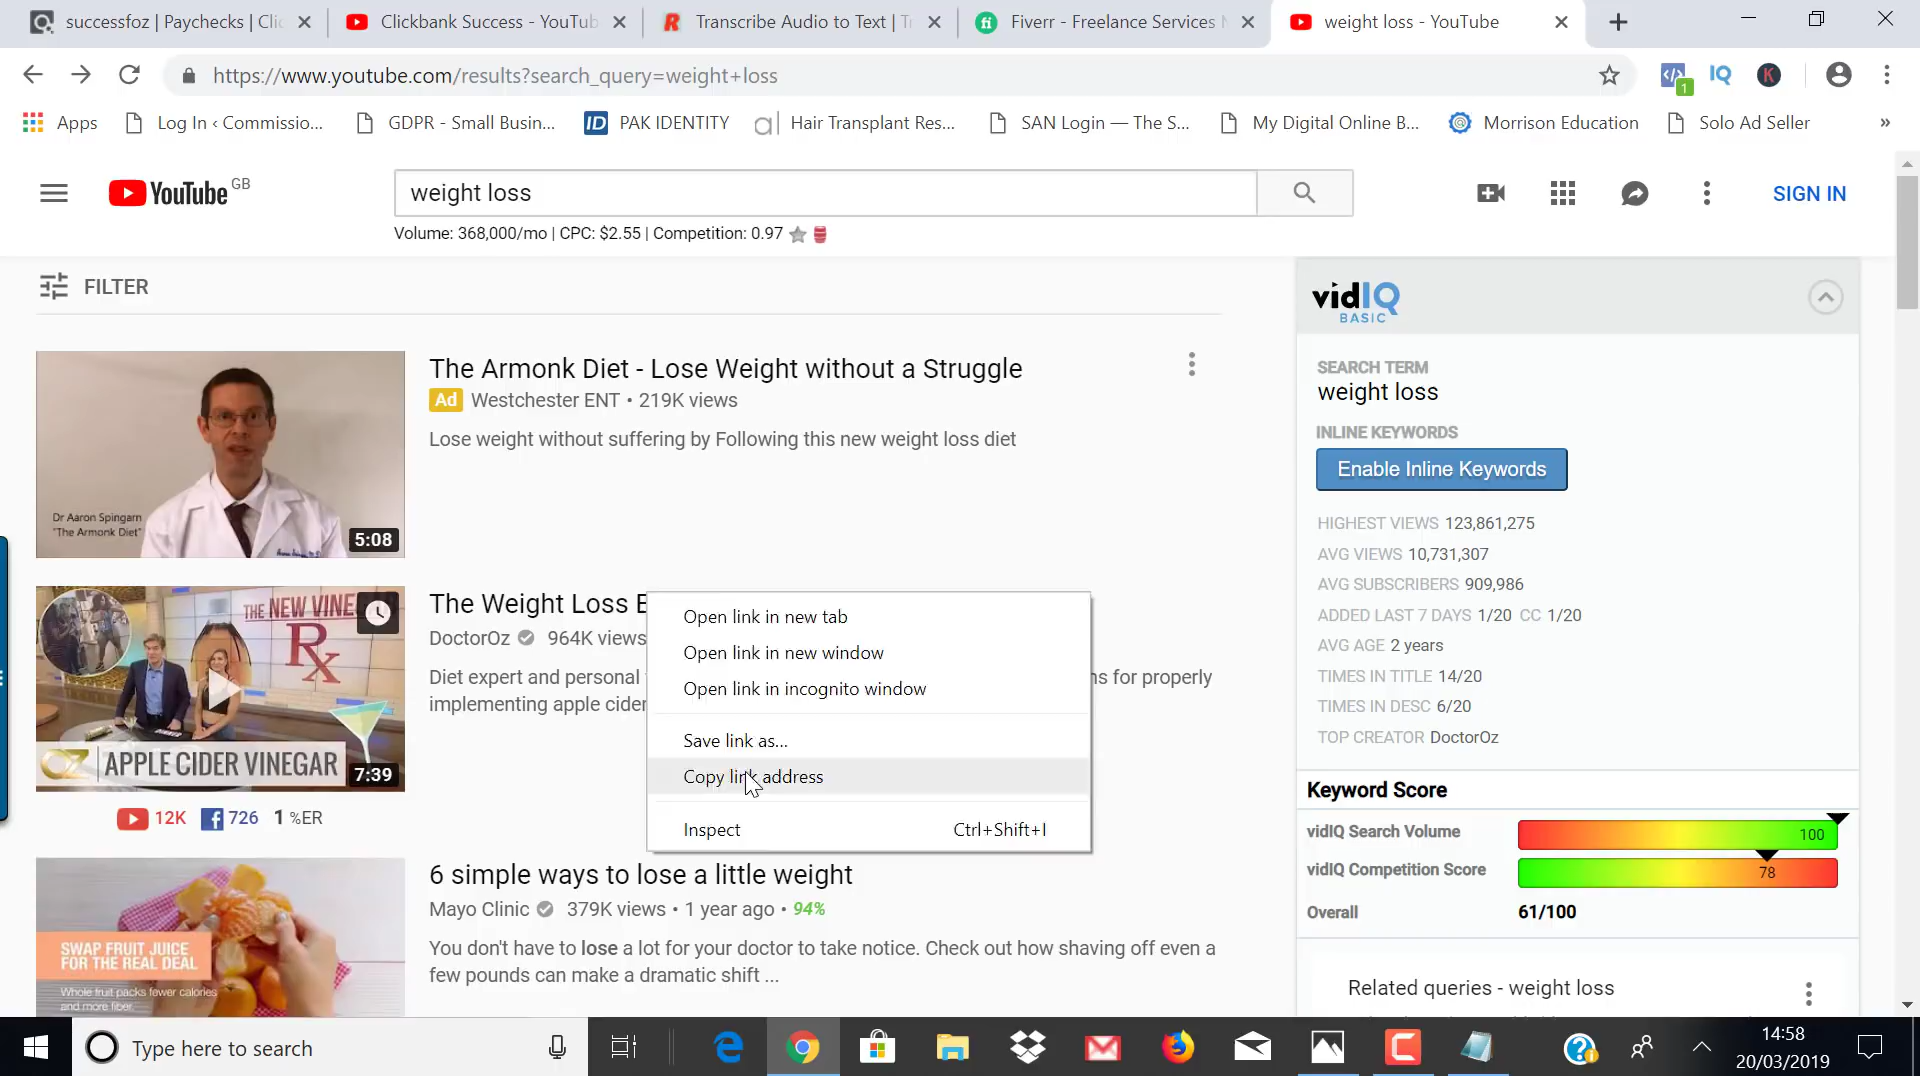 successfoz | Paychecks | Clic
Clickbank Success - YouTub
Transcribe Audio to Text | Tr
Fiverr - Freelance Services M
weight loss - YouTube
https://www.youtube.com/results?search_query=weight+loss
1
IQ
K
Apps
Log In ‹ Commissio...
GDPR - Small Busin...
ID PAK IDENTITY
Hair Transplant Res...
SAN Login — The S...
My Digital Online B...
Morrison Education
Solo Ad Seller
»
YouTube GB
weight loss
SIGN IN
Volume: 368,000/mo | CPC: $2.55 | Competition: 0.97
FILTER
The Armonk Diet - Lose Weight without a Struggle
Ad Westchester ENT • 219K views
Lose weight without suffering by Following this new weight loss diet
Dr Aaron Spingarn
"The Armonk Diet"
5:08
The Weight Loss B
DoctorOz 964K views
Diet expert and personal
ns for properly
implementing apple cider
THE NEW VINE
Rx
OZ APPLE CIDER VINEGAR
7:39
12K 726 1 %ER
Open link in new tab
Open link in new window
Open link in incognito window
Save link as...
Copy link address
Inspect Ctrl+Shift+I
6 simple ways to lose a little weight
Mayo Clinic 379K views • 1 year ago • 94%
You don't have to lose a lot for your doctor to take notice. Check out how shaving off even a
few pounds can make a dramatic shift ...
SWAP FRUIT JUICE
FOR THE REAL DEAL
Whole fruit packs fewer calories
and more fiber.
vidIQ
BASIC
SEARCH TERM
weight loss
INLINE KEYWORDS
Enable Inline Keywords
HIGHEST VIEWS 123,861,275
AVG VIEWS 10,731,307
AVG SUBSCRIBERS 909,986
ADDED LAST 7 DAYS 1/20 CC 1/20
AVG AGE 2 years
TIMES IN TITLE 14/20
TIMES IN DESC 6/20
TOP CREATOR DoctorOz
Keyword Score
vidIQ Search Volume 100
vidIQ Competition Score 78
Overall 61/100
Related queries - weight loss
Type here to search
14:58
20/03/2019